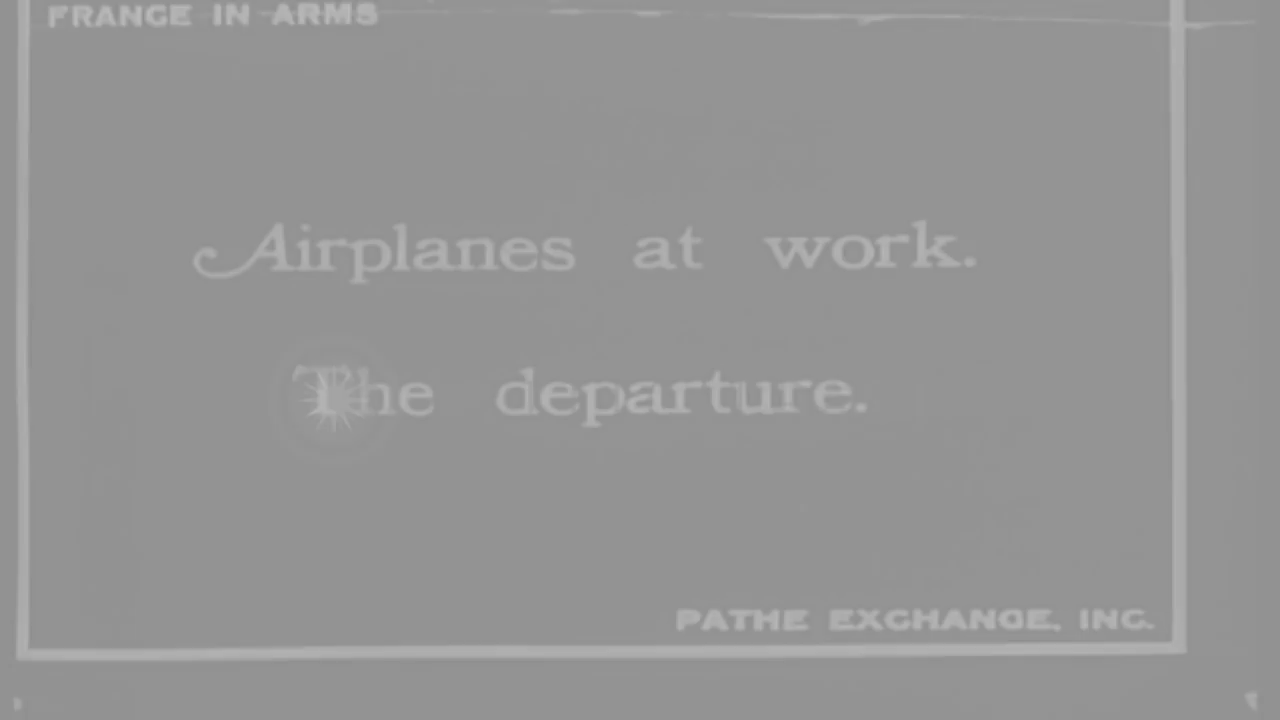 FRANCE IN ARMS
Airplanes at work.
The departure.
PATHE EXCHANGE, INC.